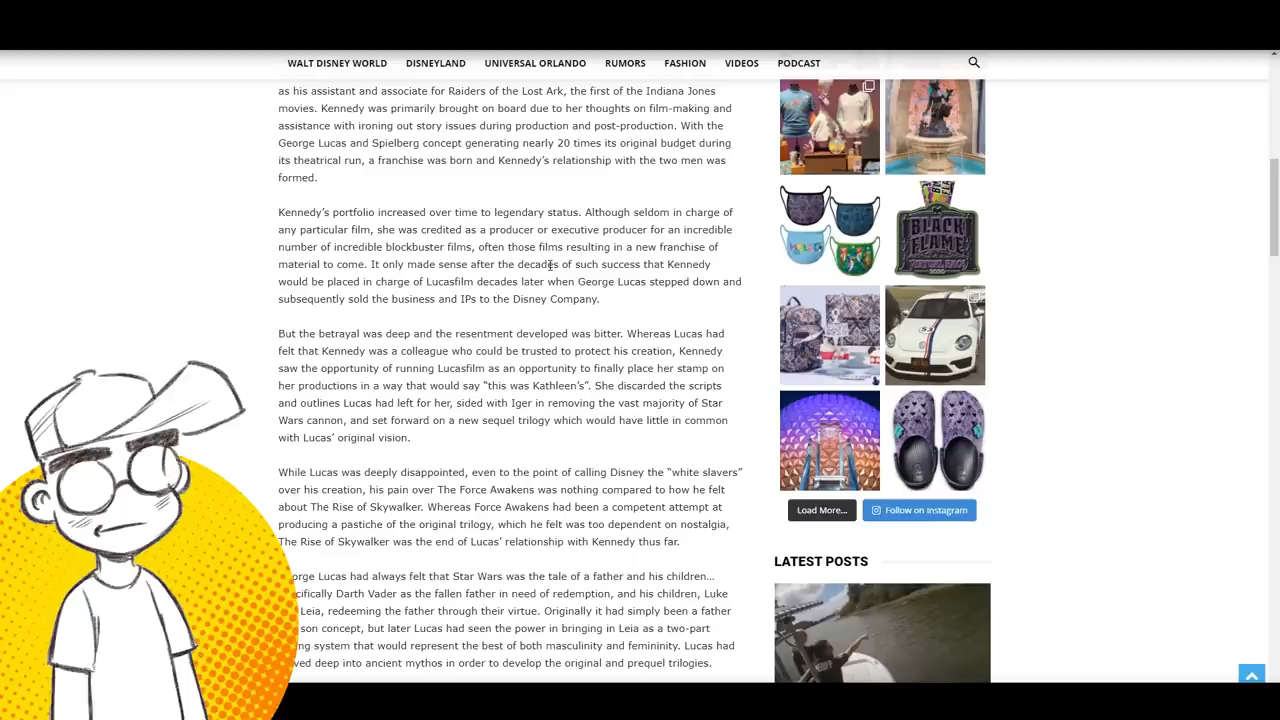 WALT DISNEY WORLD DISNEYLAND UNIVERSAL ORLANDO RUMORS FASHION VIDEOS PODCAST
as his assistant and associate for Raiders of the Lost Ark, the first of the Indiana Jones
movies. Kennedy was primarily brought on board due to her thoughts on film-making and
assistance with ironing out story issues during production and post-production. With the
George Lucas and Spielberg concept generating nearly 20 times its original budget during
its theatrical run, a franchise was born and Kennedy's relationship with the two men was
formed.
Kennedy's portfolio increased over time to legendary status. Although seldom in charge of
any particular film, she was credited as a producer or executive producer for an incredible
number of incredible blockbuster films, often those films resulting in a new franchise of
material to come. It only made sense after the decades of such success that Kennedy
would be placed in charge of Lucasfilm decades later when George Lucas stepped down and
subsequently sold the business and IPs to the Disney Company.
But the betrayal was deep and the resentment developed was bitter. Whereas Lucas had
felt that Kennedy was a colleague who could be trusted to protect his creation, Kennedy
saw the opportunity of running Lucasfilm as an opportunity to finally place her stamp on
her productions in a way that would say "this was Kathleen's". She discarded the scripts
and outlines Lucas had left for her, sided with Iger in removing the vast majority of Star
Wars cannon, and set forward on a new sequel trilogy which would have little in common
with Lucas' original vision.
While Lucas was deeply disappointed, even to the point of calling Disney the "white slavers"
over his creation, his pain over The Force Awakens was nothing compared to how he felt
about The Rise of Skywalker. Whereas Force Awakens had been a competent attempt at
producing a pastiche of the original trilogy, which he felt was too dependent on nostalgia,
The Rise of Skywalker was the end of Lucas' relationship with Kennedy thus far.
orge Lucas had always felt that Star Wars was the tale of a father and his children…
cifically Darth Vader as the fallen father in need of redemption, and his children, Luke
Leia, redeeming the father through their virtue. Originally it had simply been a father
son concept, but later Lucas had seen the power in bringing in Leia as a two-part
ng system that would represent the best of both masculinity and femininity. Lucas had
ved deep into ancient mythos in order to develop the original and prequel trilogies.
BLACK
FLAME
VIRTUAL RACE
2020
53
Load More...
Follow on Instagram
LATEST POSTS